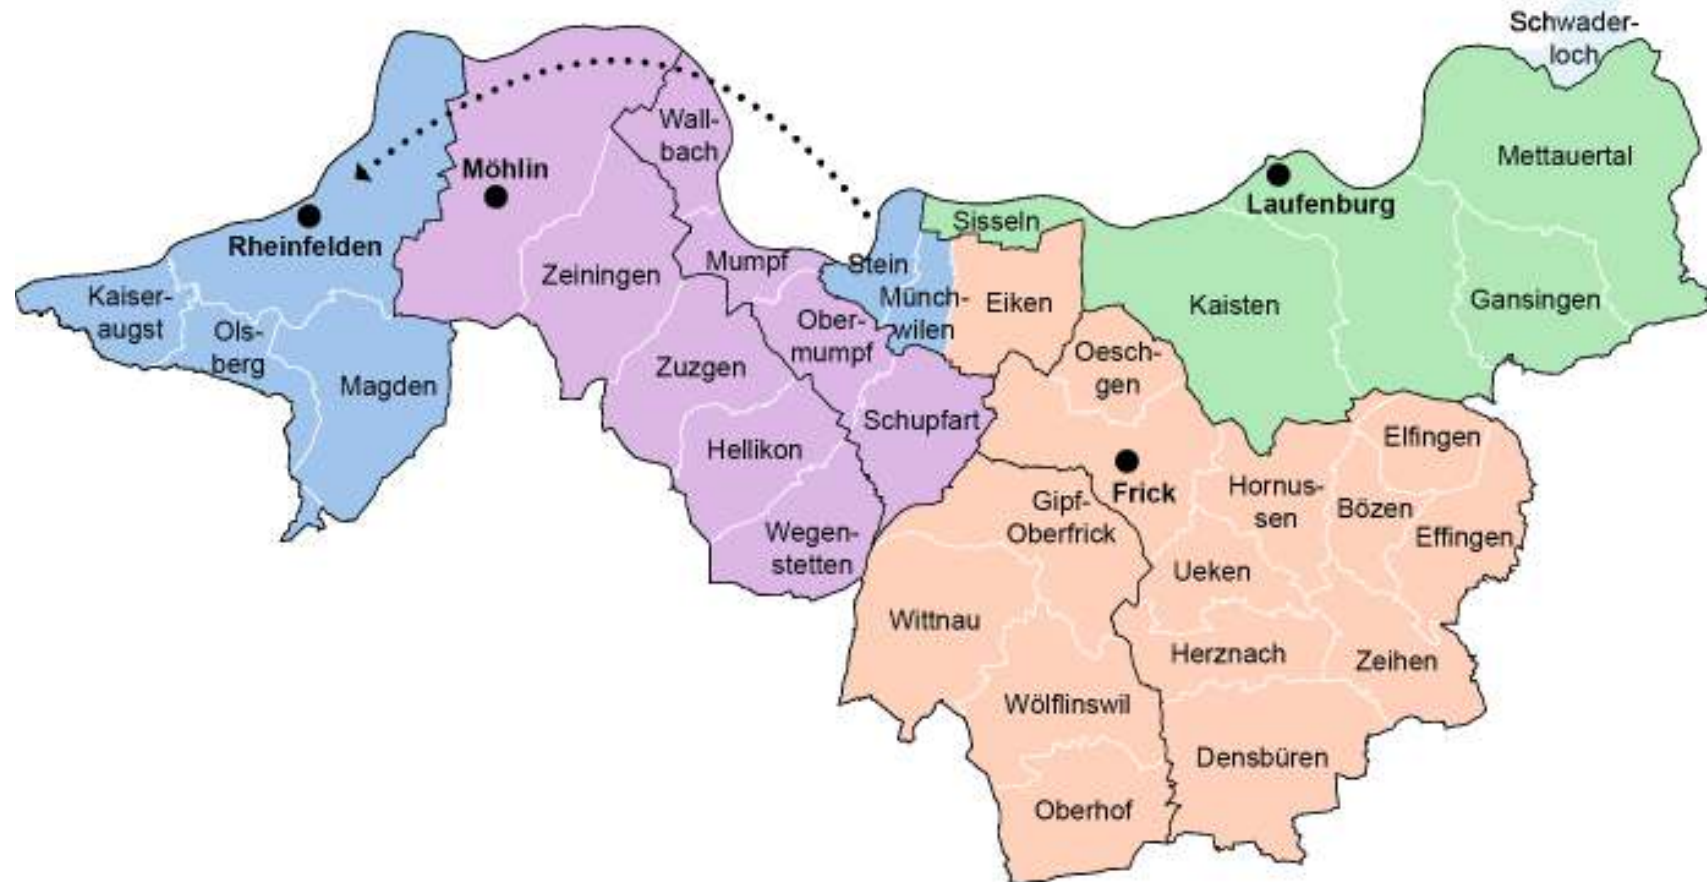 Schwader-
loch
Wall-
bach
Mettauertal
Möhlin
Laufenburg
Sisseln
Rheinfelden
Mumpf
Stein
Zeiningen
Kaiser-
augst
Münch-
wilen
Eiken
Kaisten
Gansingen
Ols-
berg
Ober-
mumpf
Oesch-
gen
Magden
Zuzgen
Schupfart
Elfingen
Hellikon
Frick
Hornus-
sen
Bözen
Gipf-
Oberfrick
Effingen
Wegen-
stetten
Ueken
Wittnau
Herznach
Zeihen
Wölflinswil
Densbüren
Oberhof